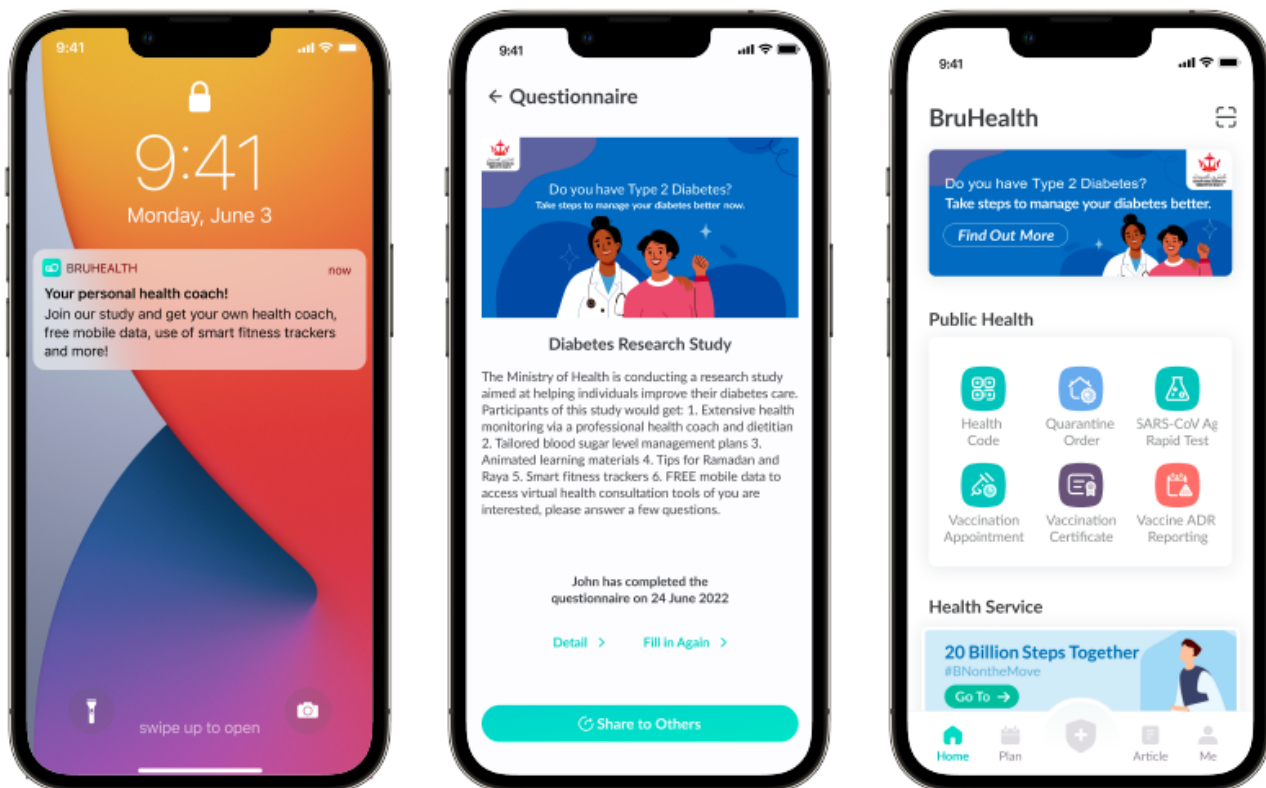 9:41
9:41
Monday, June 3
BRUHEALTH
now
Your personal health coach!
Join our study and get your own health coach,
free mobile data, use of smart fitness trackers
and more!
swipe up to open
9:41
← Questionnaire
Do you have Type 2 Diabetes?
Take steps to manage your diabetes better now.
Diabetes Research Study
The Ministry of Health is conducting a research study
aimed at helping individuals improve their diabetes care.
Participants of this study would get: 1. Extensive health
monitoring via a professional health coach and dietitian
2. Tailored blood sugar level management plans 3.
Animated learning materials 4. Tips for Ramadan and
Raya 5. Smart fitness trackers 6. FREE mobile data to
access virtual health consultation tools of you are
interested, please answer a few questions.
John has completed the
questionnaire on 24 June 2022
Detail >
Fill in Again >
Share to Others
9:41
BruHealth
Do you have Type 2 Diabetes?
Take steps to manage your diabetes better.
Find Out More
Public Health
Health
Code
Quarantine
Order
SARS-CoV Ag
Rapid Test
Vaccination
Appointment
Vaccination
Certificate
Vaccine ADR
Reporting
Health Service
20 Billion Steps Together
#BNontheMove
Go To →
Home
Plan
Article
Me